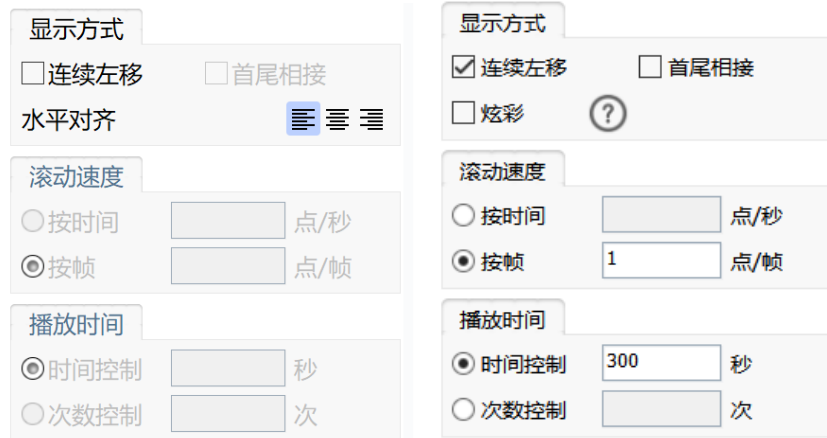 显示方式
连续左移 首尾相接
水平对齐
滚动速度
按时间 点/秒
按帧 点/帧
播放时间
时间控制 秒
次数控制 次
显示方式
连续左移 首尾相接
炫彩 ?
滚动速度
按时间 点/秒
按帧 1 点/帧
播放时间
时间控制 300 秒
次数控制 次